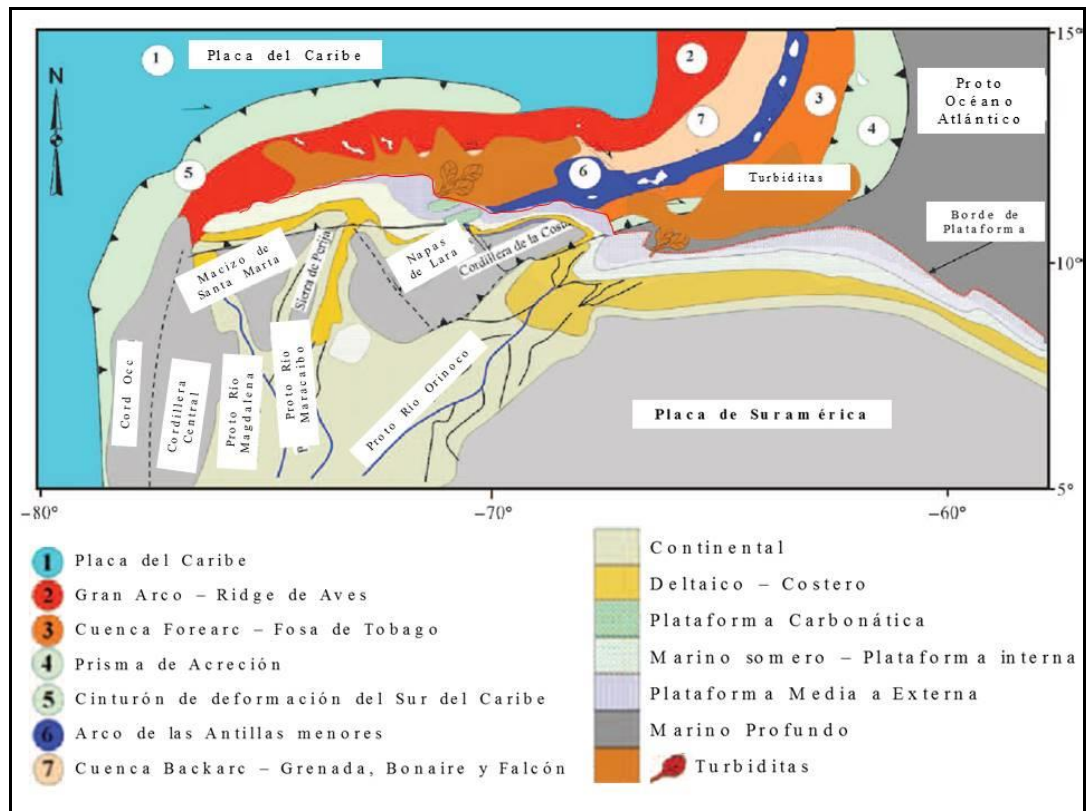 Placa del Caribe
1
2
3
4
5
6
7
N
15°
Proto
Océano
Atlántico
Turbiditas
Borde de
Plataforma
10°
Macizo de
Santa Marta
Sierra de Perija
Napas
de Lara
Cordillera de la Costa
Cord Occ
Cordillera
Central
Proto Río
Magdalena
Proto Río
Maracaibo
Proto Río Orinoco
Placa de Suramérica
5°
-80°
-70°
-60°
1 Placa del Caribe
2 Gran Arco – Ridge de Aves
3 Cuenca Forearc – Fosa de Tobago
4 Prisma de Acreción
5 Cinturón de deformación del Sur del Caribe
6 Arco de las Antillas menores
7 Cuenca Backarc – Grenada, Bonaire y Falcón
Continental
Deltaico – Costero
Plataforma Carbonática
Marino somero – Plataforma interna
Plataforma Media a Externa
Marino Profundo
Turbiditas